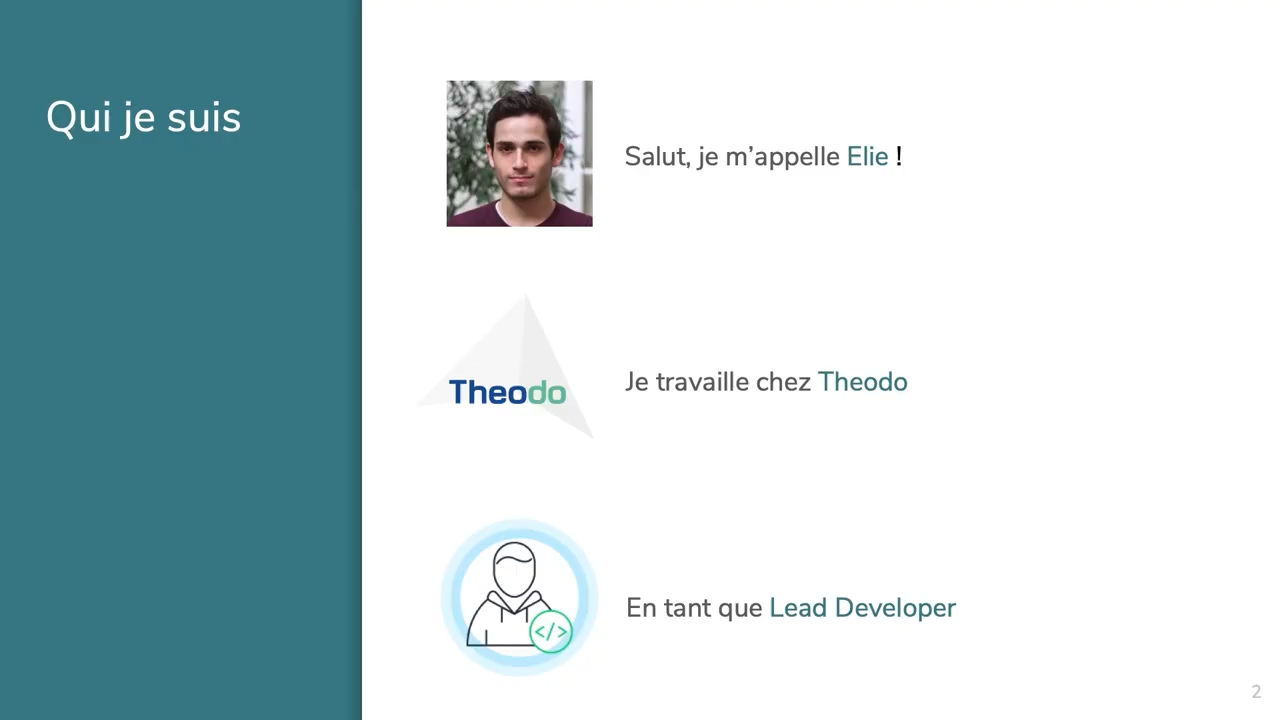 Qui je suis
Salut, je m’appelle Elie !
Theodo
Je travaille chez Theodo
</>
En tant que Lead Developer
2